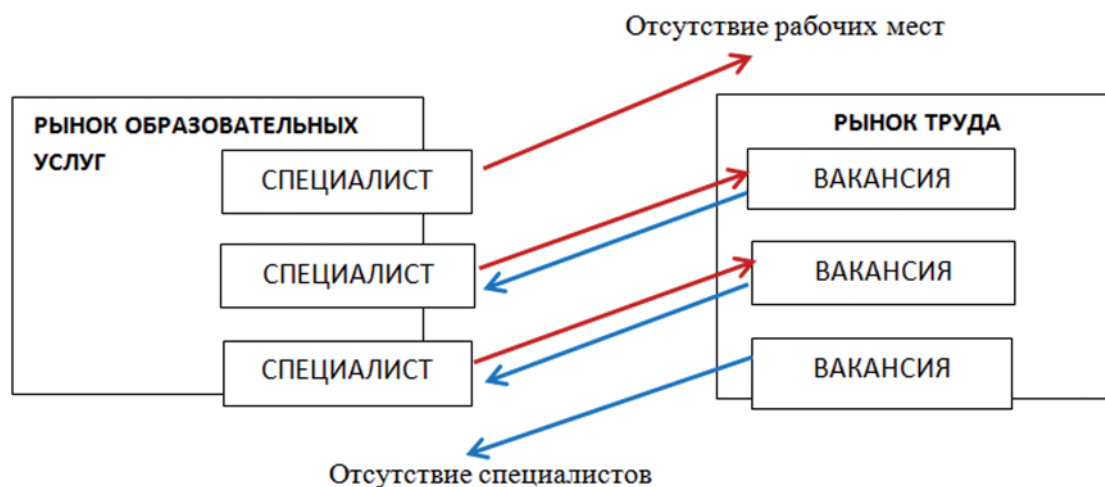 Отсутствие рабочих мест
РЫНОК ОБРАЗОВАТЕЛЬНЫХ
УСЛУГ
СПЕЦИАЛИСТ
СПЕЦИАЛИСТ
СПЕЦИАЛИСТ
РЫНОК ТРУДА
ВАКАНСИЯ
ВАКАНСИЯ
ВАКАНСИЯ
Отсутствие специалистов